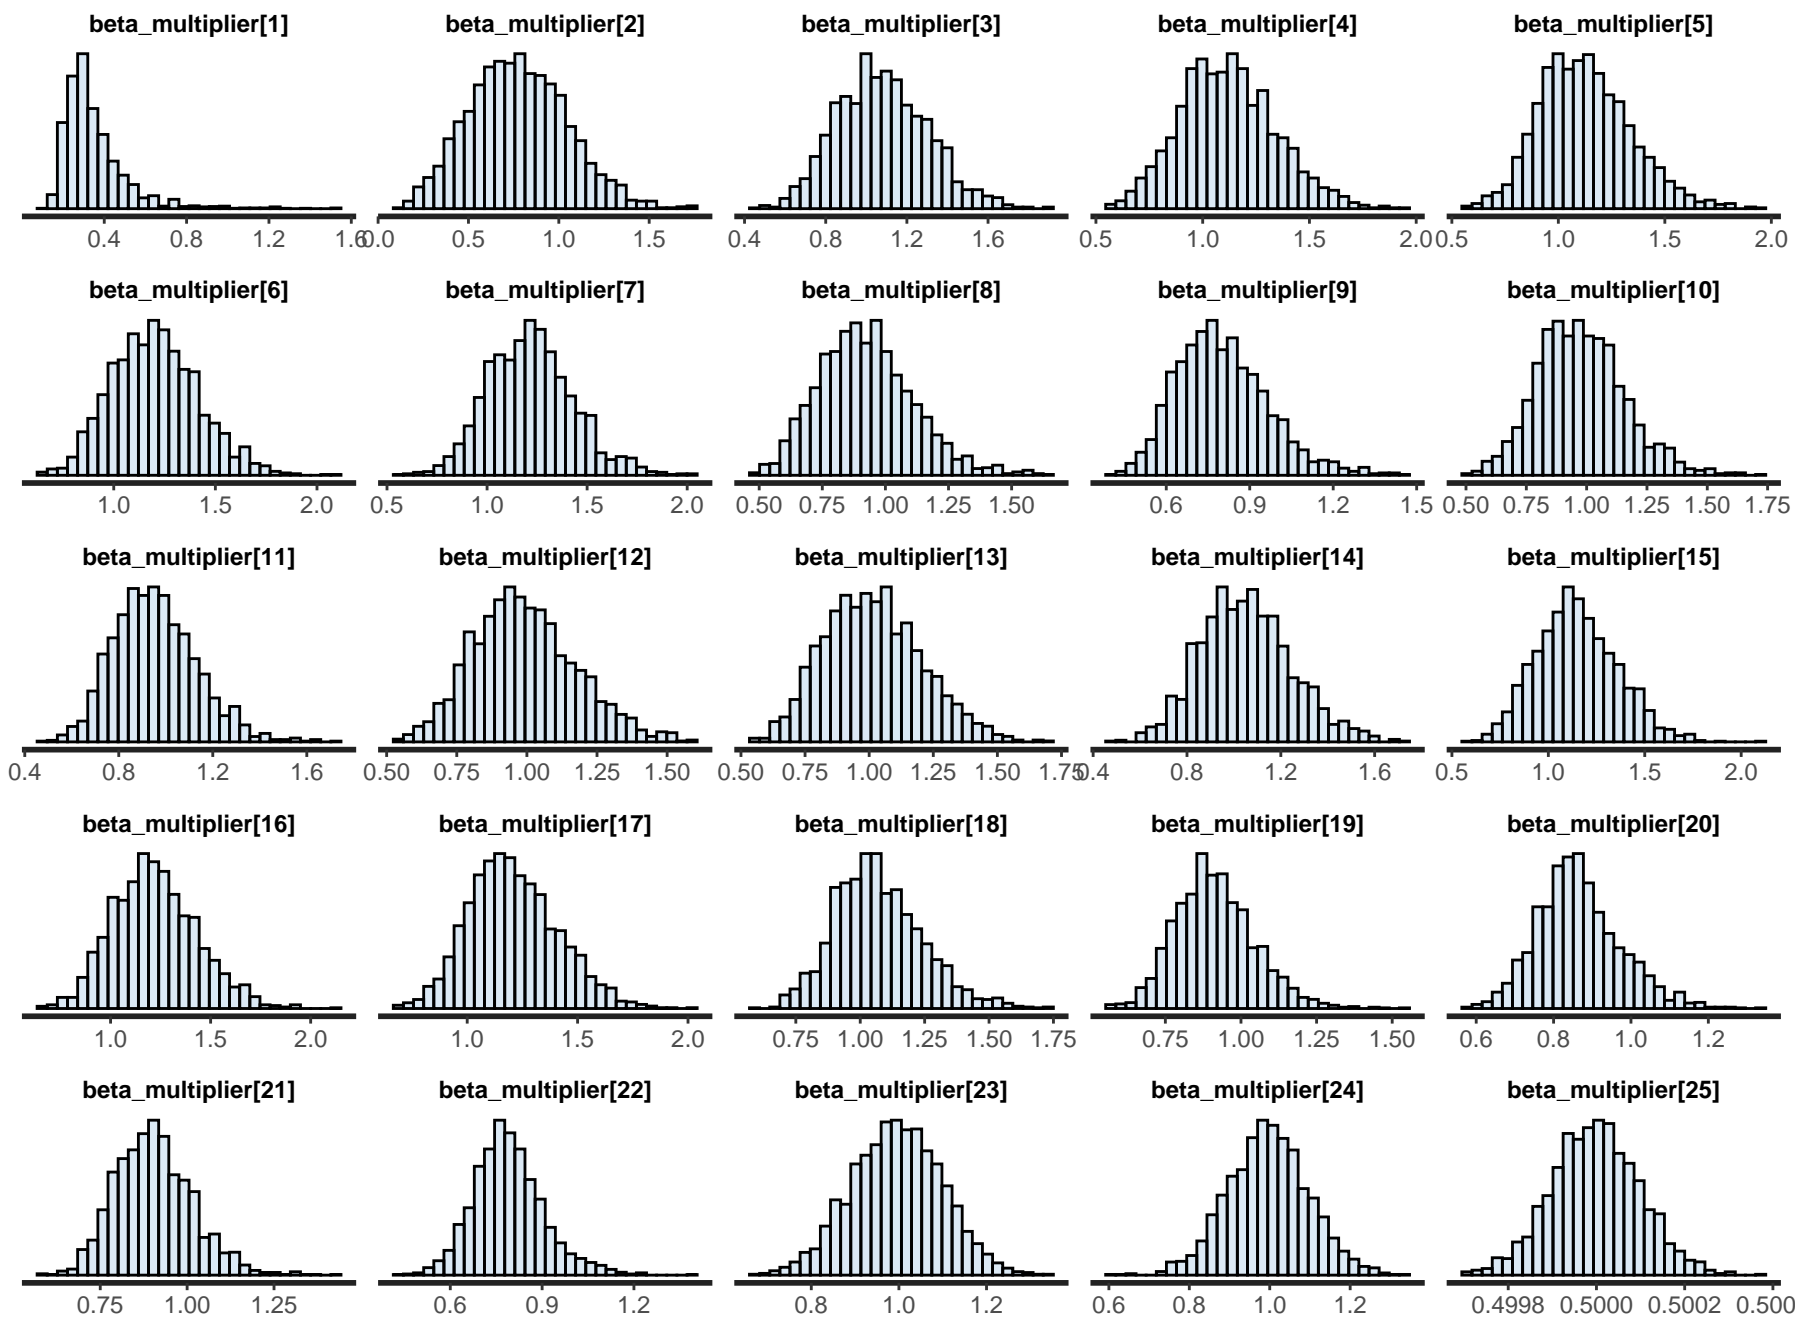 beta_multiplier[1] beta_multiplier[2] beta_multiplier[3] beta_multiplier[4] beta_multiplier[5]
0.4 0.8 1.2 1.6 0.0 0.5 1.0 1.5 0.4 0.8 1.2 1.6 0.5 1.0 1.5 2.0 0.5 1.0 1.5 2.0
beta_multiplier[6] beta_multiplier[7] beta_multiplier[8] beta_multiplier[9] beta_multiplier[10]
1.0 1.5 2.0 0.5 1.0 1.5 2.0 0.50 0.75 1.00 1.25 1.50 0.6 0.9 1.2 1.5 0.50 0.75 1.00 1.25 1.50 1.75
beta_multiplier[11] beta_multiplier[12] beta_multiplier[13] beta_multiplier[14] beta_multiplier[15]
0.4 0.8 1.2 1.6 0.50 0.75 1.00 1.25 1.50 0.50 0.75 1.00 1.25 1.50 1.75 0.4 0.8 1.2 1.6 0.5 1.0 1.5 2.0
beta_multiplier[16] beta_multiplier[17] beta_multiplier[18] beta_multiplier[19] beta_multiplier[20]
1.0 1.5 2.0 1.0 1.5 2.0 0.75 1.00 1.25 1.50 1.75 0.75 1.00 1.25 1.50 0.6 0.8 1.0 1.2
beta_multiplier[21] beta_multiplier[22] beta_multiplier[23] beta_multiplier[24] beta_multiplier[25]
0.75 1.00 1.25 0.6 0.9 1.2 0.8 1.0 1.2 0.6 0.8 1.0 1.2 0.4998 0.5000 0.5002 0.500